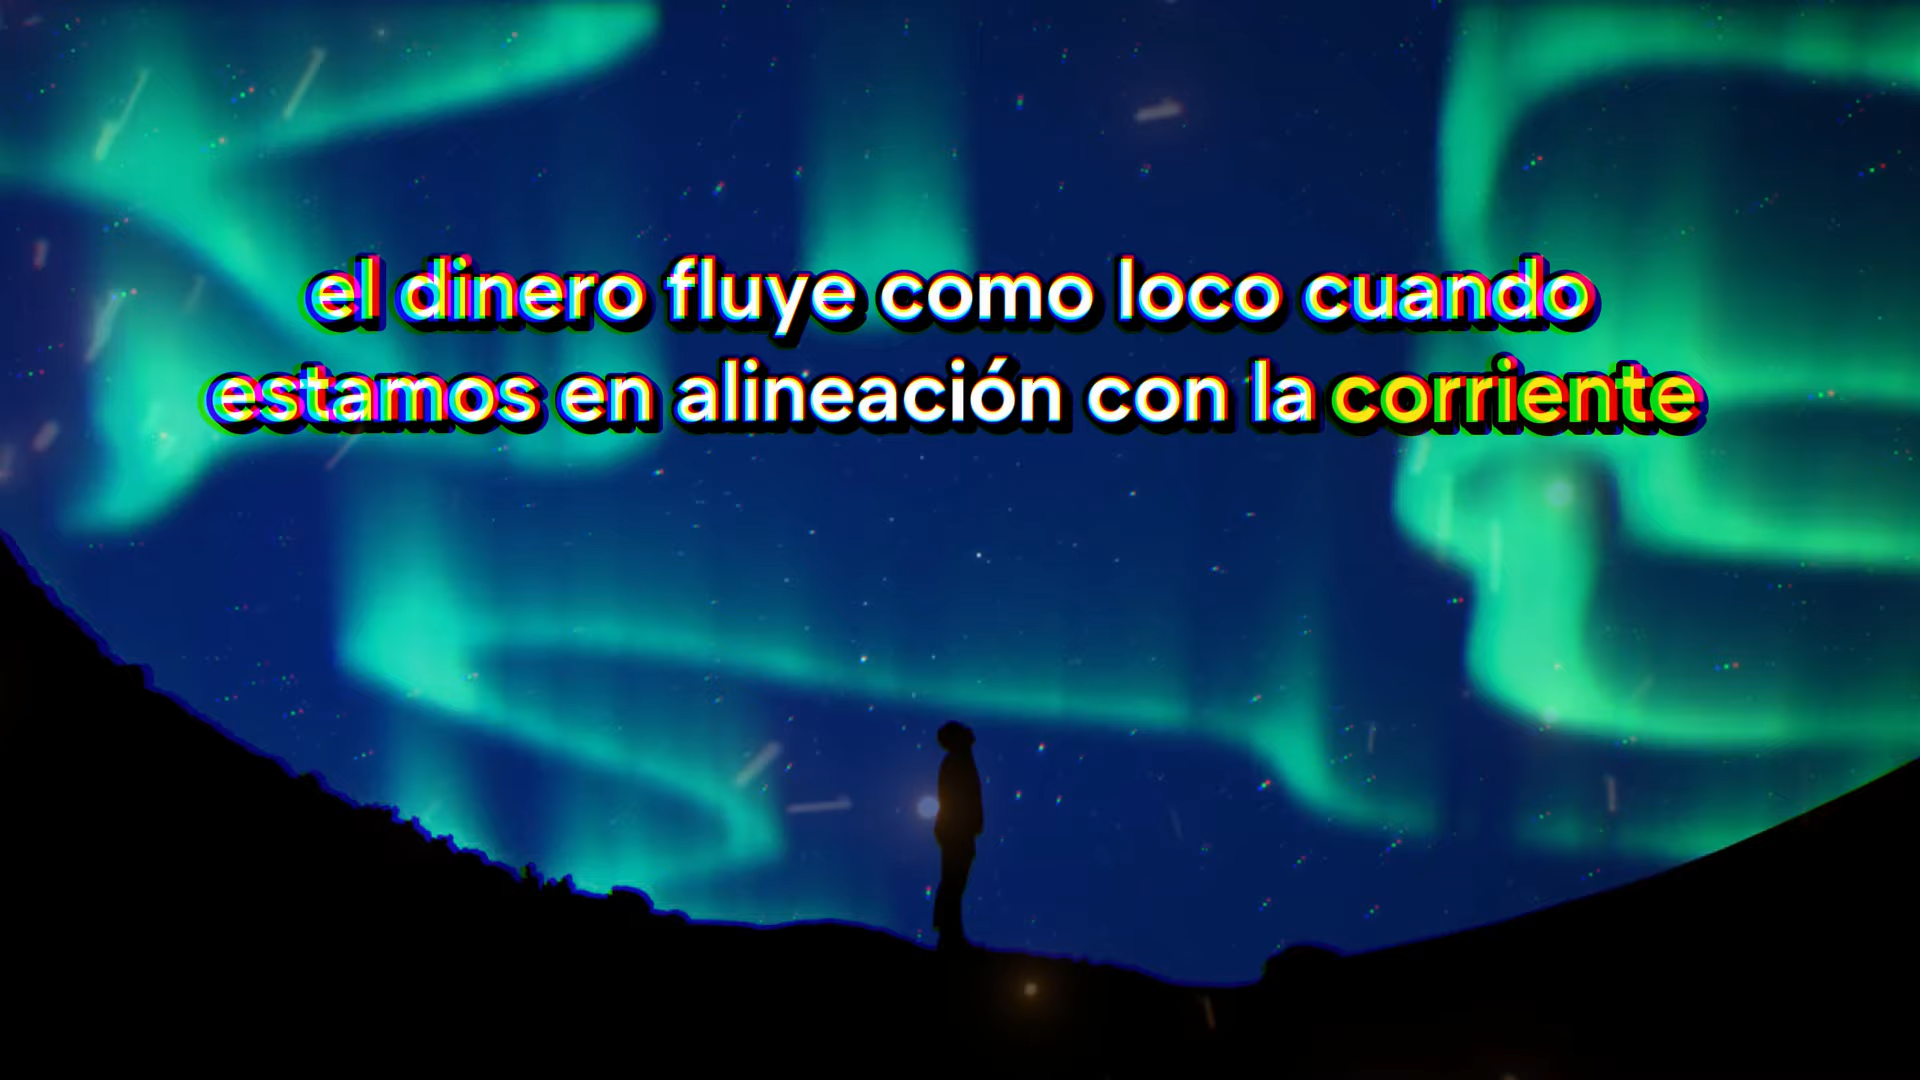 el dinero fluye como loco cuando
estamos en alineación con la corriente